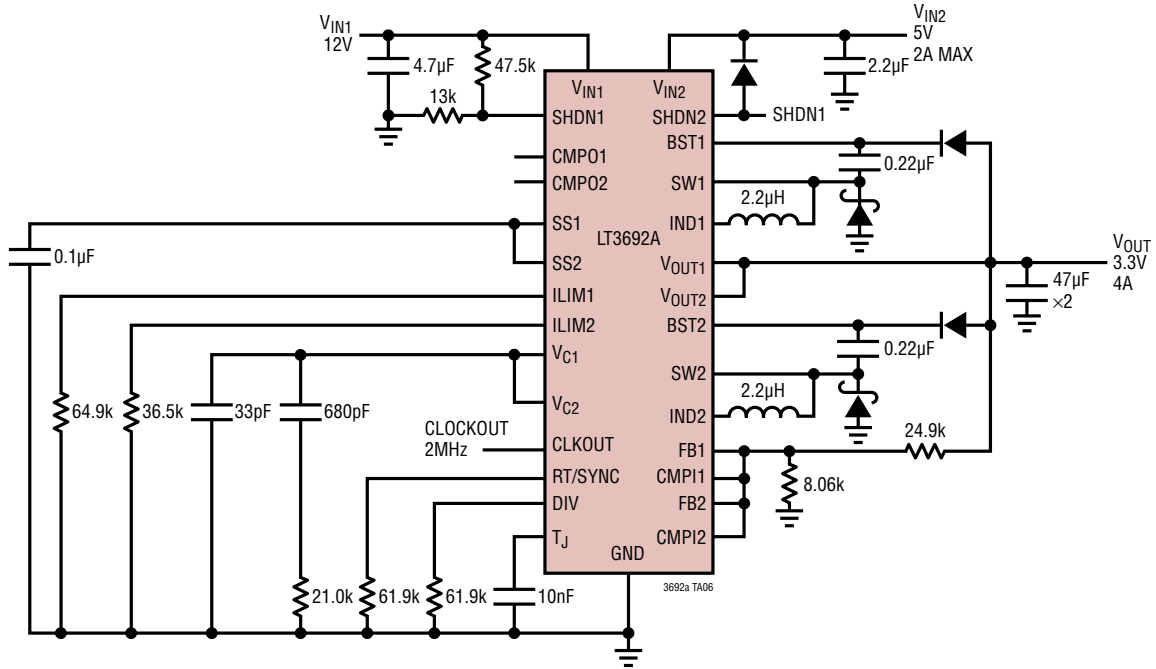 VIN1
12V
4.7µF
47.5k
13k
VIN2
5V
2A MAX
2.2µF
SHDN1
VIN1
VIN2
SHDN1
SHDN2
CMPO1
CMPO2
BST1
SW1
IND1
SS1
SS2
LT3692A
VOUT1
VOUT2
ILIM1
ILIM2
BST2
VC1
VC2
SW2
IND2
CLKOUT
RT/SYNC
DIV
TJ
FB1
CMPI1
FB2
CMPI2
GND
0.22µF
2.2µH
VOUT
3.3V
4A
47µF
×2
0.22µF
2.2µH
24.9k
8.06k
0.1µF
64.9k
36.5k
33pF
680pF
CLOCKOUT
2MHz
21.0k
61.9k
61.9k
10nF
3692a TA06